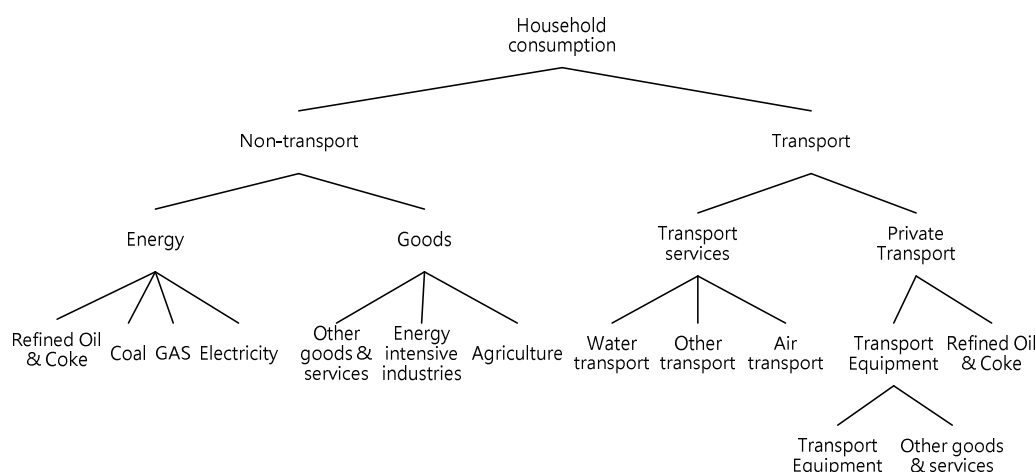 Household
consumption
Non-transport
Transport
Energy
Goods
Transport
services
Private
Transport
Refined Oil
& Coke
Coal
GAS
Electricity
Other
goods &
services
Energy
intensive
industries
Agriculture
Water
transport
Other
transport
Air
transport
Transport
Equipment
Refined Oil
& Coke
Transport
Equipment
Other goods
& services